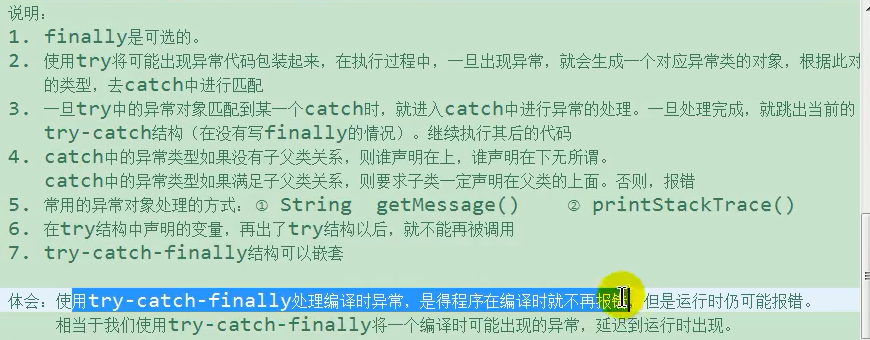 说明:
1. finally是可选的。
2. 使用try将可能出现异常代码包装起来，在执行过程中，一旦出现异常，就会生成一个对应异常类的对象，根据此对
的类型，去catch中进行匹配
3. 一旦try中的异常对象匹配到某一个catch时，就进入catch中进行异常的处理。一旦处理完成，就跳出当前的
try-catch结构（在没有写finally的情况）。继续执行其后的代码
4. catch中的异常类型如果没有子父类关系，则谁声明在上，谁声明在下无所谓。
catch中的异常类型如果满足子父类关系，则要求子类一定声明在父类的上面。否则，报错
5. 常用的异常对象处理的方式： ① String  getMessage()    ② printStackTrace()
6. 在try结构中声明的变量，再出了try结构以后，就不能再被调用
7. try-catch-finally结构可以嵌套
体会：使用try-catch-finally处理编译时异常，是得程序在编译时就不再报错，但是运行时仍可能报错。
相当于我们使用try-catch-finally将一个编译时可能出现的异常，延迟到运行时出现。